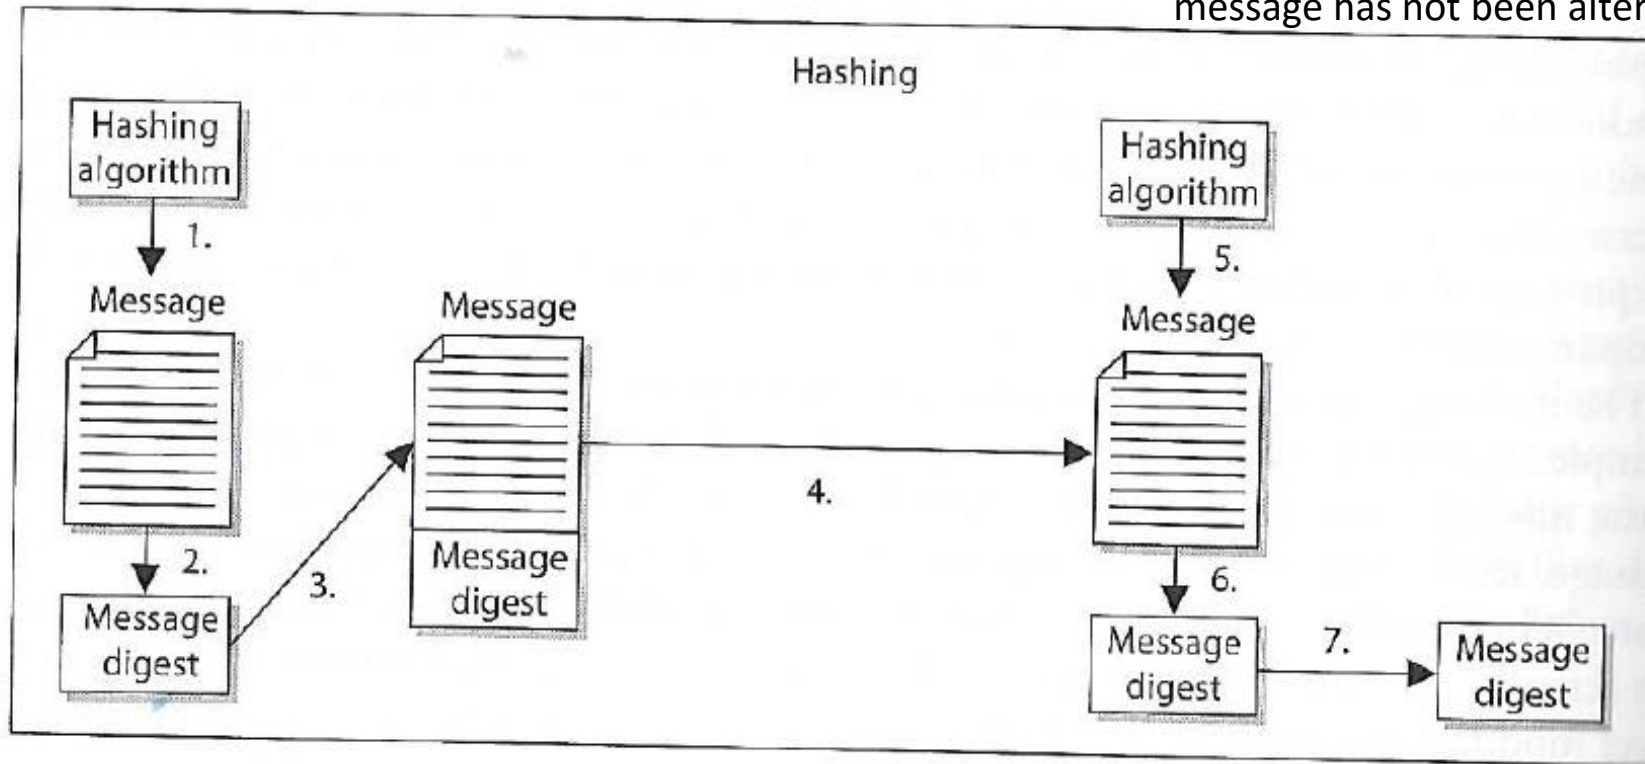 message has not been alter
Hashing
Hashing
algorithm
1.
Message
2.
Message
digest
3.
Message
Message
digest
4.
Hashing
algorithm
5.
Message
6.
Message
digest
7.
Message
digest